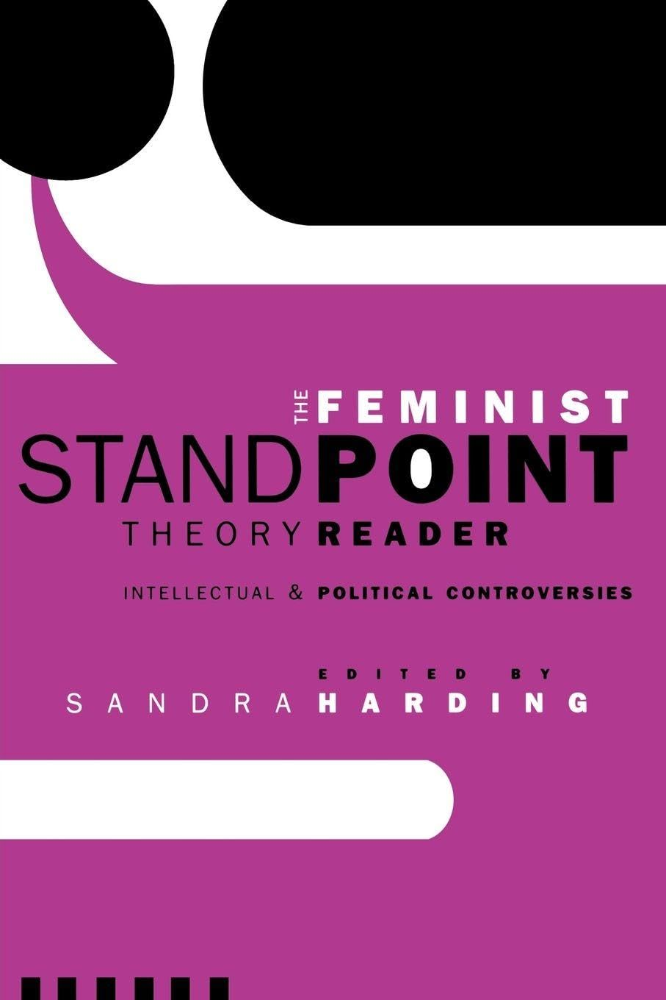 THE FEMINIST
STANDPOINT
THEORY READER
INTELLECTUAL & POLITICAL CONTROVERSIES
EDITED BY
SANDRA HARDING